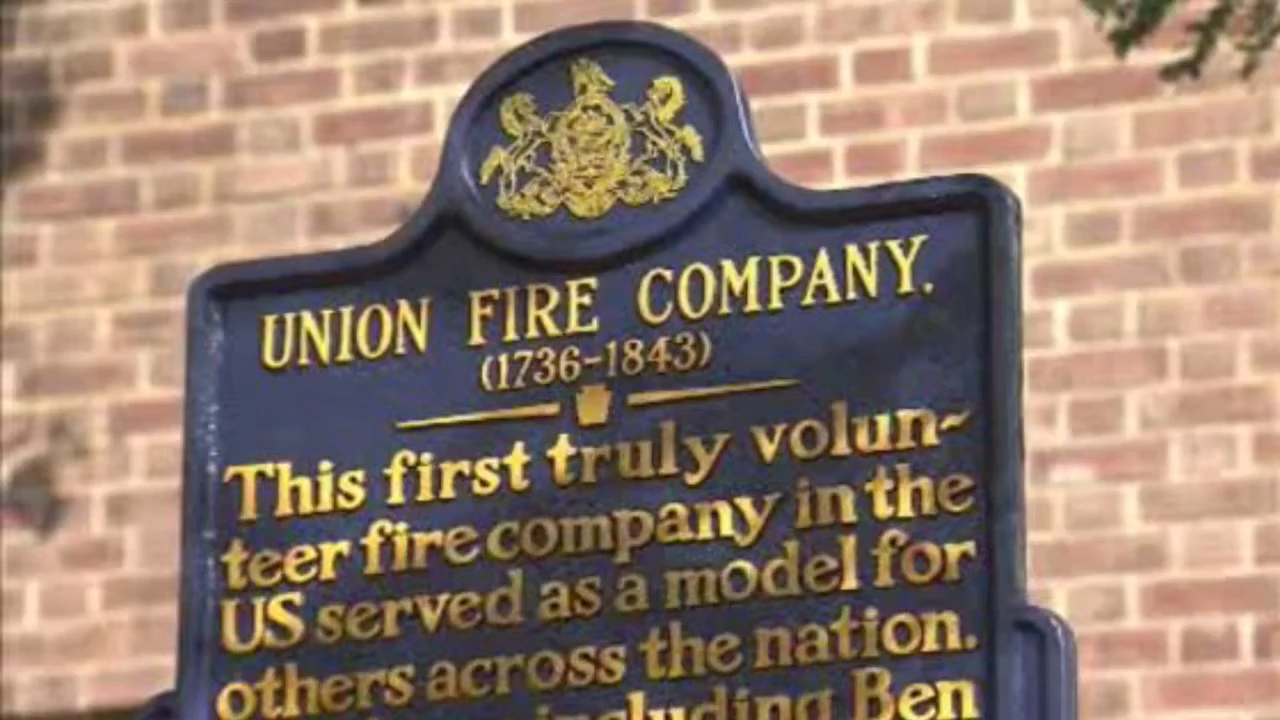 UNION FIRE COMPANY.
(1736-1843)
This first truly volun-
teer fire company in the
US served as a model for
others across the nation.
including Ben